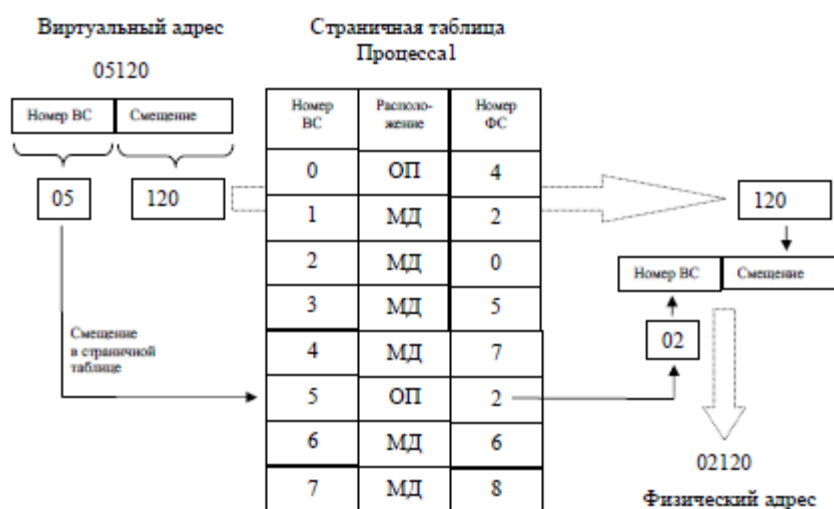 Виртуальный адрес
05120
Номер ВС Смещение
05 120
Смещение
в страничной
таблице
Страничная таблица
Процесса1
Номер ВС Располо-жение Номер ФС
0 ОП 4
1 МД 2
2 МД 0
3 МД 5
4 МД 7
5 ОП 2
6 МД 6
7 МД 8
120
Номер ВС Смещение
02
02120
Физический адрес